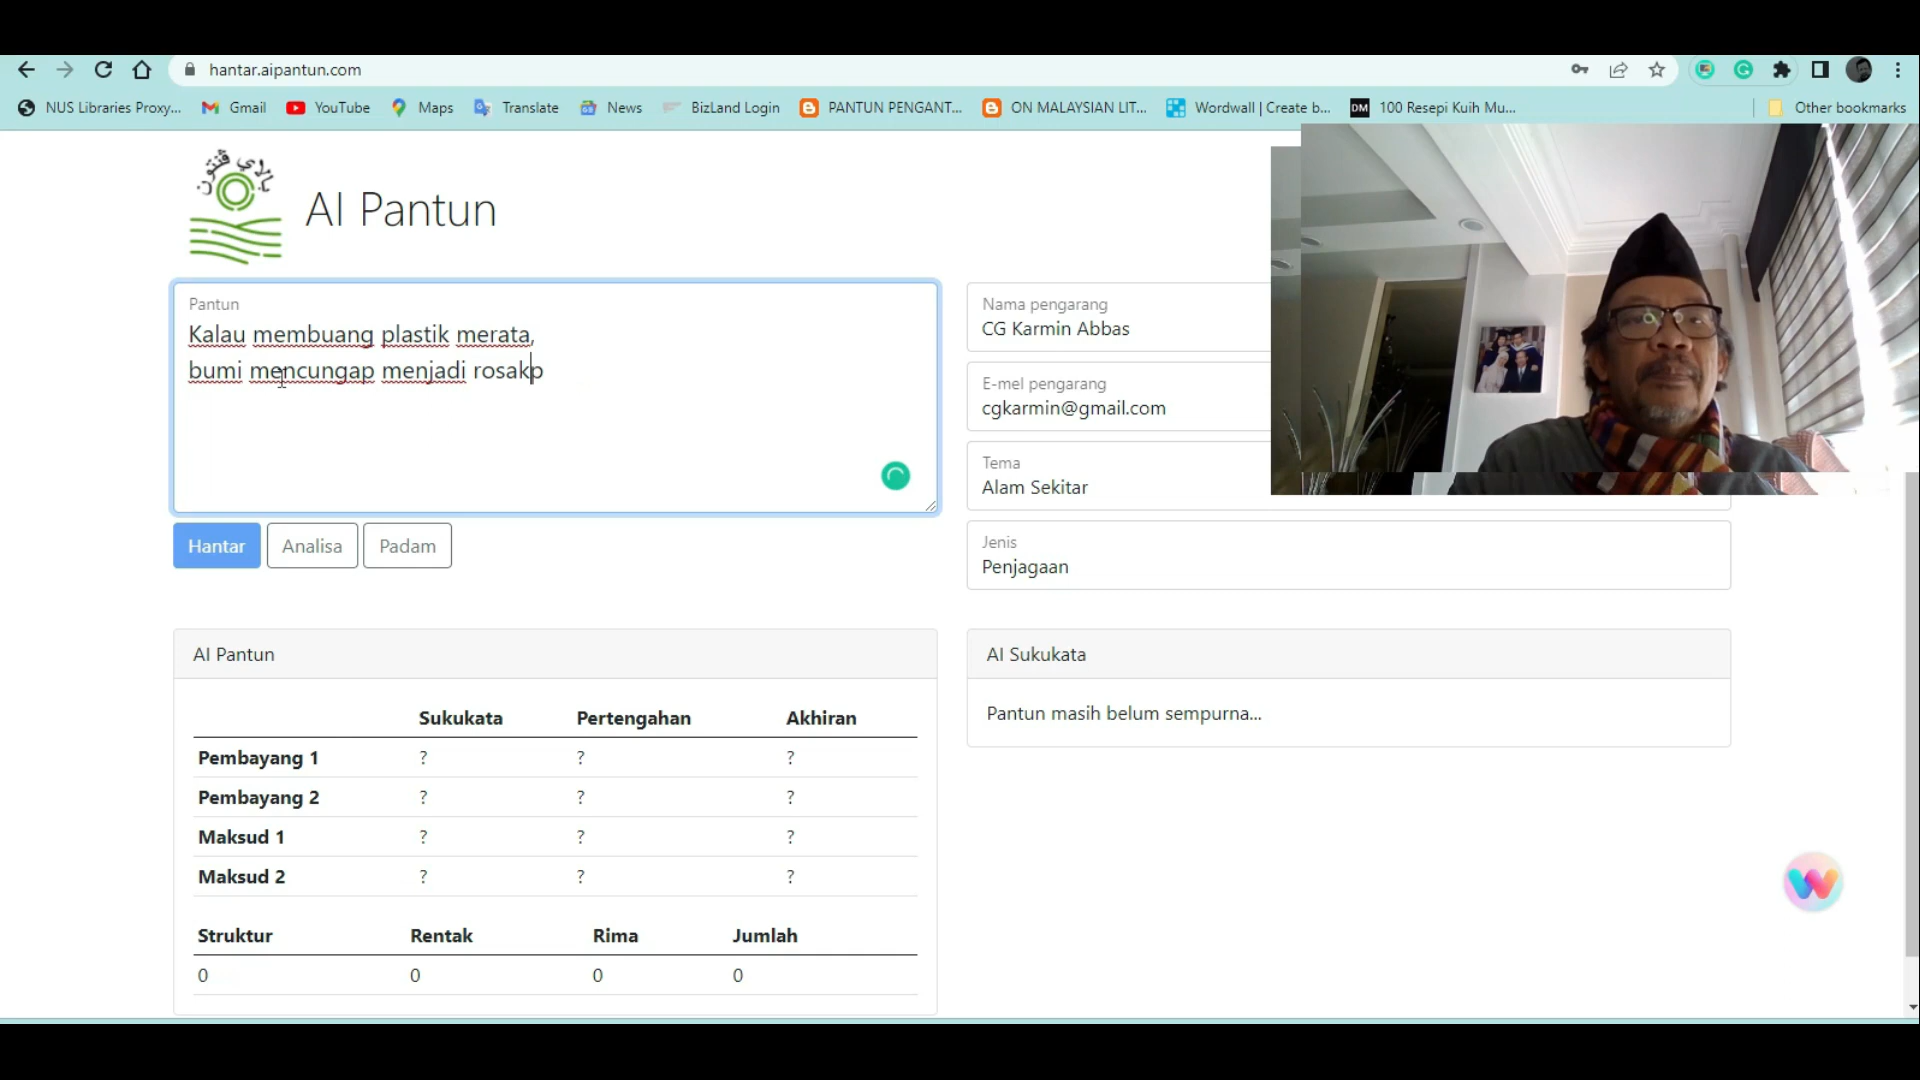 hantar.aipantun.com
NUS Libraries Proxy...
Gmail
YouTube
Maps
Translate
News
BizLand Login
PANTUN PENGANT...
ON MALAYSIAN LIT...
Wordwall | Create b...
DM
100 Resepi Kuih Mu...
Other bookmarks
بالاي ڤنتون
AI Pantun
Pantun
Kalau membuang plastik merata,
bumi mencungap menjadi rosakp
Hantar
Analisa
Padam
Nama pengarang
CG Karmin Abbas
E-mel pengarang
cgkarmin@gmail.com
Tema
Alam Sekitar
Jenis
Penjagaan
AI Pantun
Sukukata Pertengahan Akhiran
Pembayang 1 ? ? ?
Pembayang 2 ? ? ?
Maksud 1 ? ? ?
Maksud 2 ? ? ?
Struktur Rentak Rima Jumlah
0 0 0 0
AI Sukukata
Pantun masih belum sempurna...